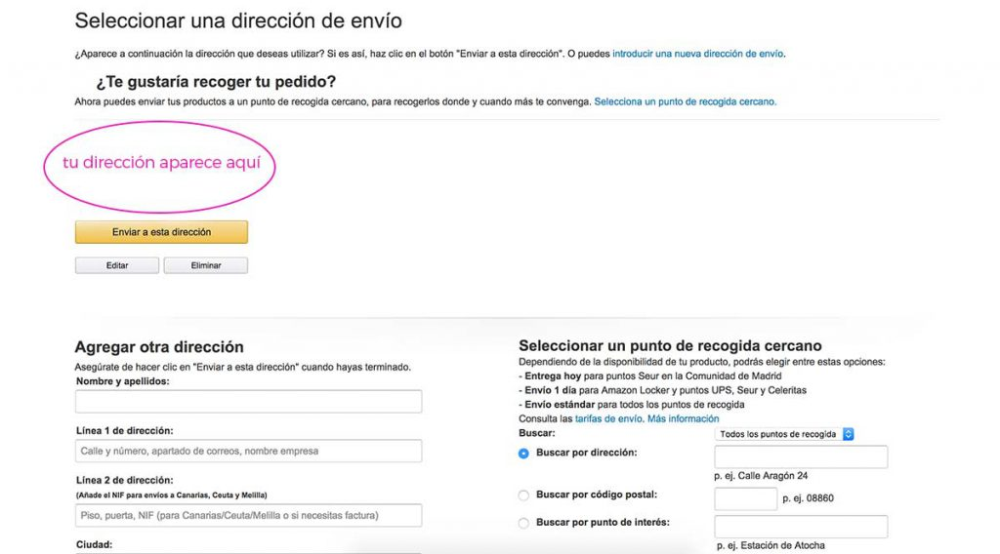 Seleccionar una dirección de envío
¿Aparece a continuación la dirección que deseas utilizar? Si es así, haz clic en el botón "Enviar a esta dirección". O puedes introducir una nueva dirección de envío.
¿Te gustaría recoger tu pedido?
Ahora puedes enviar tus productos a un punto de recogida cercano, para recogerlos donde y cuando más te convenga. Selecciona un punto de recogida cercano.
tu dirección aparece aquí
Enviar a esta dirección
Editar
Eliminar
Agregar otra dirección
Asegúrate de hacer clic en "Enviar a esta dirección" cuando hayas terminado.
Nombre y apellidos:
Línea 1 de dirección:
Calle y número, apartado de correos, nombre empresa
Línea 2 de dirección:
(Añade el NIF para envíos a Canarias, Ceuta y Melilla)
Piso, puerta, NIF (para Canarias/Ceuta/Melilla o si necesitas factura)
Ciudad:
Seleccionar un punto de recogida cercano
Dependiendo de la disponibilidad de tu producto, podrás elegir entre estas opciones:
- Entrega hoy para puntos Seur en la Comunidad de Madrid
- Envío 1 día para Amazon Locker y puntos UPS, Seur y Celeritas
- Envío estándar para todos los puntos de recogida
Consulta las tarifas de envío. Más información
Buscar:
Todos los puntos de recogida
Buscar por dirección:
p. ej. Calle Aragón 24
Buscar por código postal:
p. ej. 08860
Buscar por punto de interés:
p. ej. Estación de Atocha